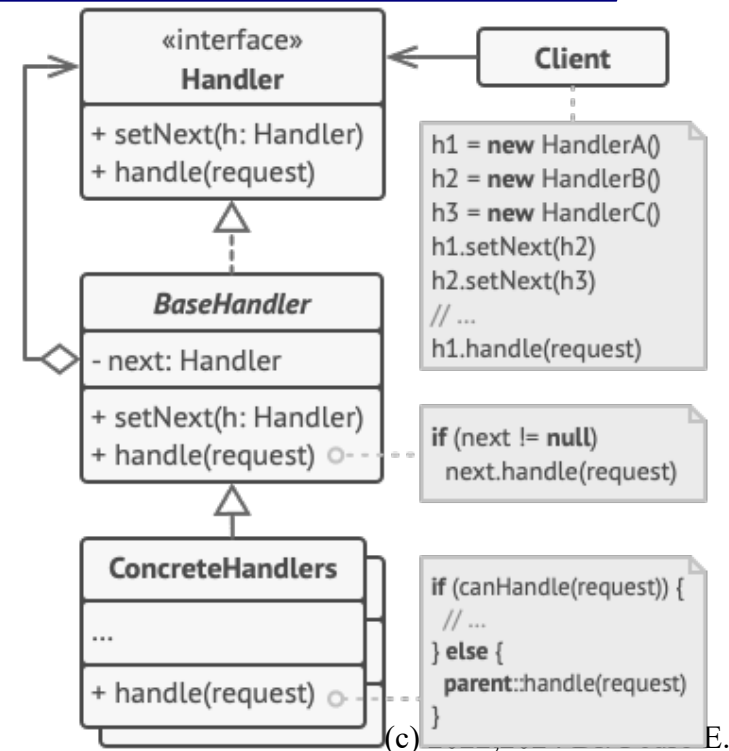 «interface»
Handler
+ setNext(h: Handler)
+ handle(request)
Client
h1 = new HandlerA()
h2 = new HandlerB()
h3 = new HandlerC()
h1.setNext(h2)
h2.setNext(h3)
// ...
h1.handle(request)
BaseHandler
- next: Handler
+ setNext(h: Handler)
+ handle(request)
if (next != null)
next.handle(request)
ConcreteHandlers
...
+ handle(request)
if (canHandle(request)) {
// ...
} else {
parent::handle(request)
}
(c) E.